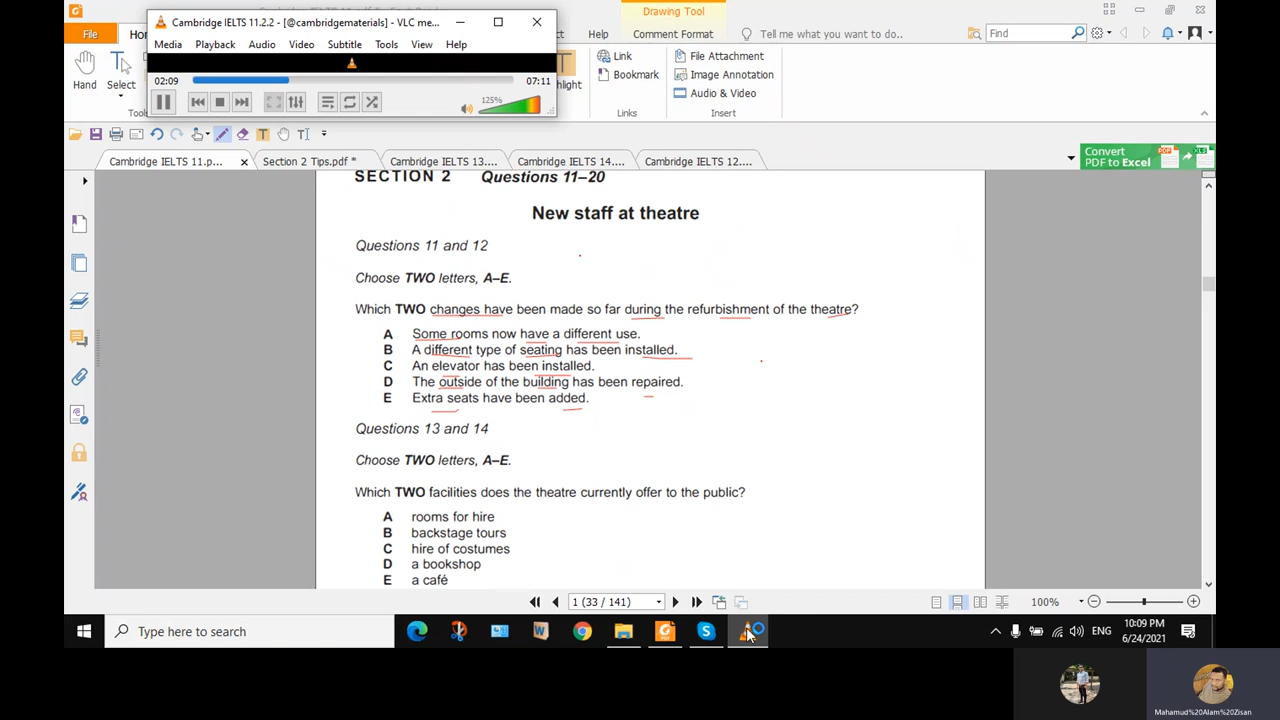 Cambridge IELTS 11.2.2 - [@cambridgematerials] - VLC me...
Media Playback Audio Video Subtitle Tools View Help
02:09 07:11
125%
Drawing Tool
File Help Comment Format Tell me what you want to do.. Find
Hand Select
Link
Bookmark
Links
File Attachment
Image Annotation
Audio & Video
Insert
Cambridge IELTS 11.p... Section 2 Tips.pdf * Cambridge IELTS 13.... Cambridge IELTS 14.... Cambridge IELTS 12....
Convert
PDF to Excel
SECTION 2 Questions 11–20
New staff at theatre
Questions 11 and 12
Choose TWO letters, A–E.
Which TWO changes have been made so far during the refurbishment of the theatre?
A Some rooms now have a different use.
B A different type of seating has been installed.
C An elevator has been installed.
D The outside of the building has been repaired.
E Extra seats have been added.
Questions 13 and 14
Choose TWO letters, A–E.
Which TWO facilities does the theatre currently offer to the public?
A rooms for hire
B backstage tours
C hire of costumes
D a bookshop
E a café
1 (33 / 141) 100%
Type here to search
ENG
10:09 PM
6/24/2021
Mahamud%20Alam%20Zisan